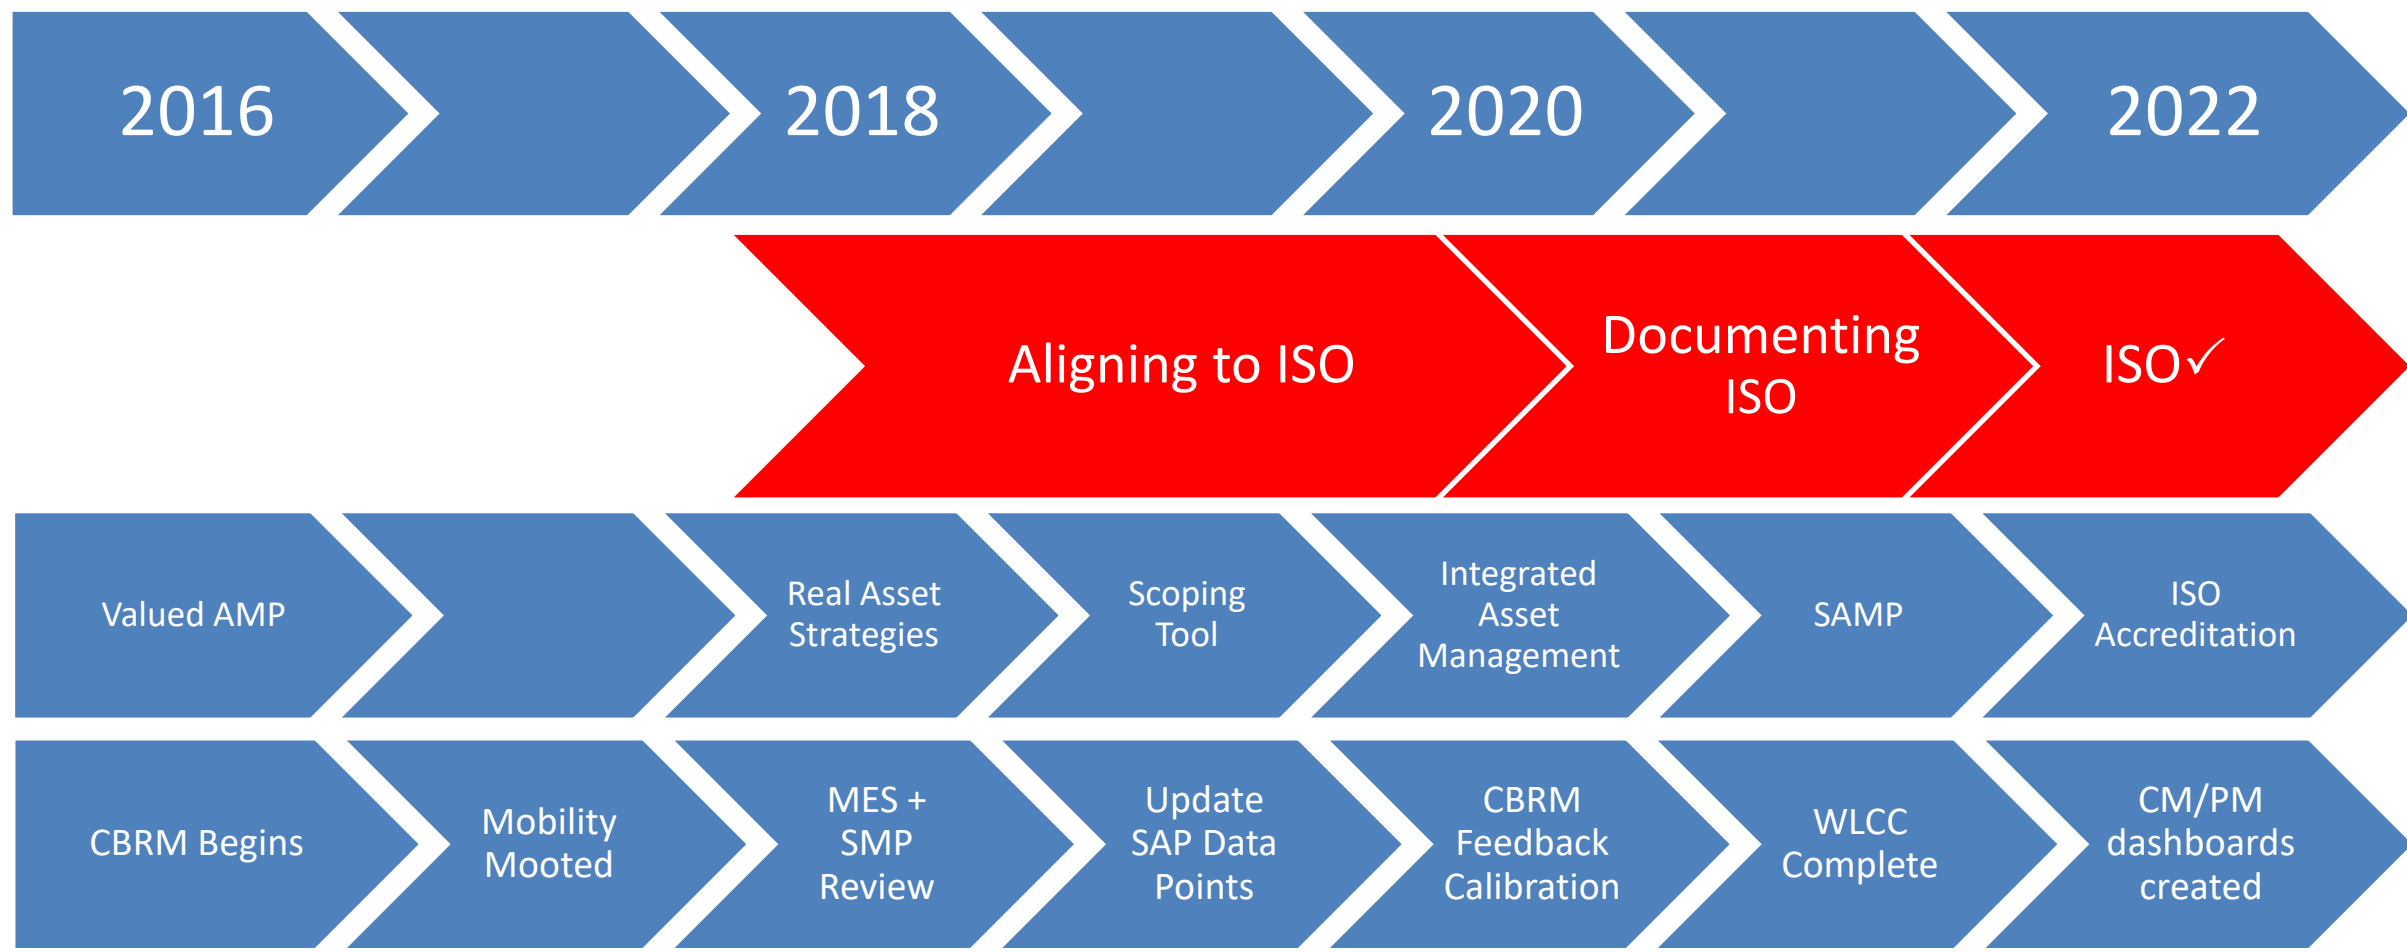 2016
2018
2020
2022
Aligning to ISO
Documenting
ISO
ISO✓
Valued AMP
Real Asset
Strategies
Scoping
Tool
Integrated
Asset
Management
SAMP
ISO
Accreditation
CBRM Begins
Mobility
Mooted
MES +
SMP
Review
Update
SAP Data
Points
CBRM
Feedback
Calibration
WLCC
Complete
CM/PM
dashboards
created